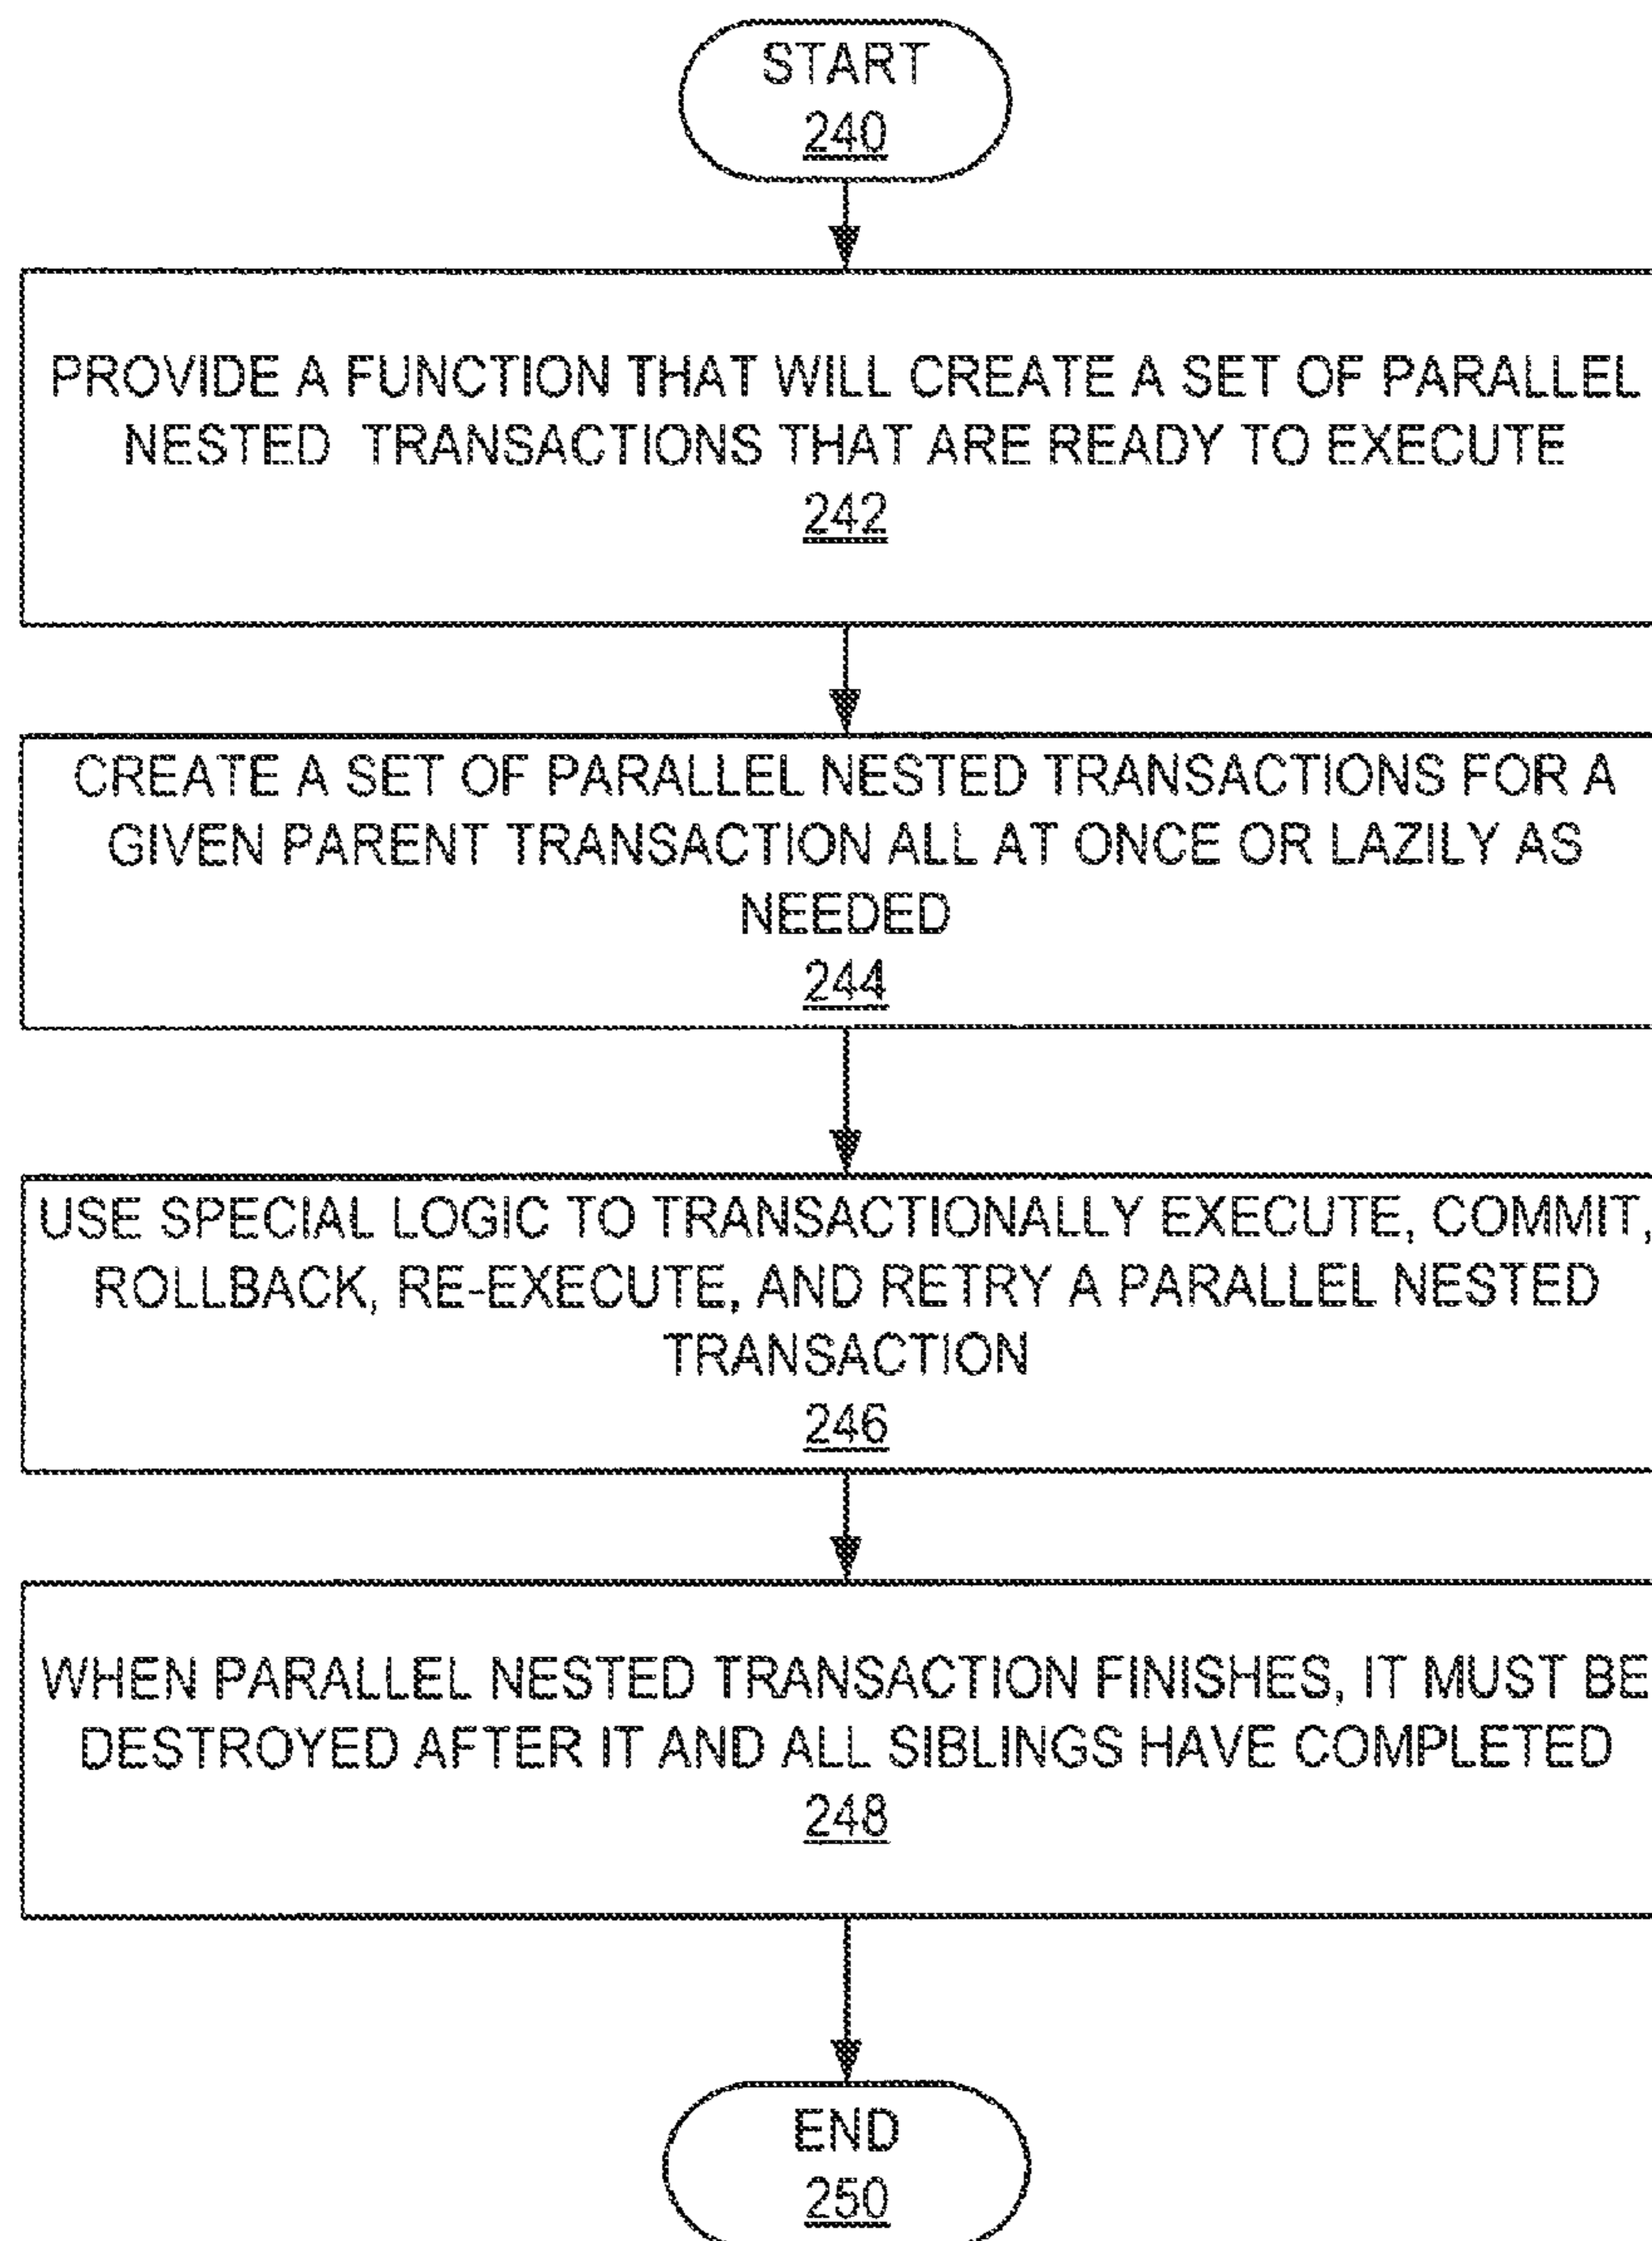 START
240
PROVIDE A FUNCTION THAT WILL CREATE A SET OF PARALLEL
NESTED TRANSACTIONS THAT ARE READY TO EXECUTE
242
CREATE A SET OF PARALLEL NESTED TRANSACTIONS FOR A
GIVEN PARENT TRANSACTION ALL AT ONCE OR LAZILY AS
NEEDED
244
USE SPECIAL LOGIC TO TRANSACTIONALLY EXECUTE, COMMIT,
ROLLBACK, RE-EXECUTE, AND RETRY A PARALLEL NESTED
TRANSACTION
246
WHEN PARALLEL NESTED TRANSACTION FINISHES, IT MUST BE
DESTROYED AFTER IT AND ALL SIBLINGS HAVE COMPLETED
248
END
250